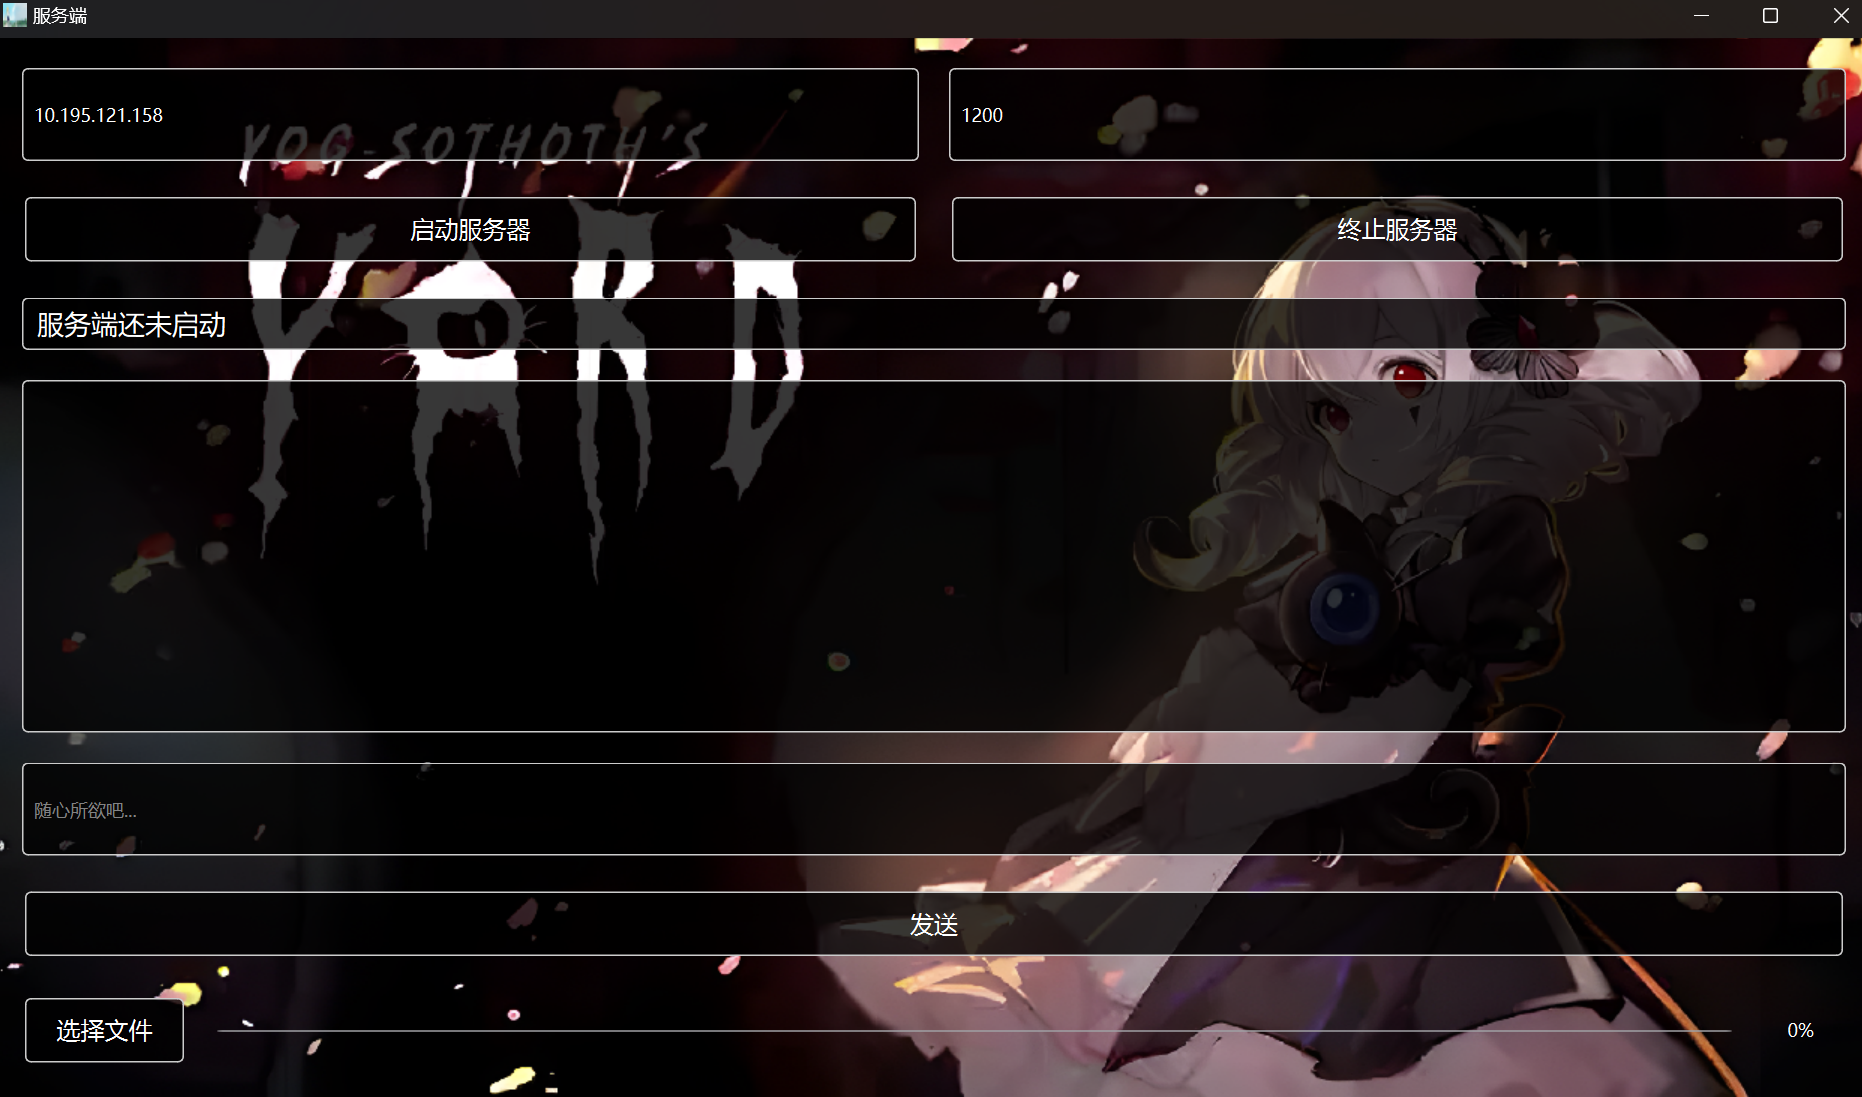 服务端
10.195.121.158
1200
YOG-SOTHOTH'S
启动服务器
终止服务器
YARD
服务端还未启动
随心所欲吧...
发送
选择文件
0%